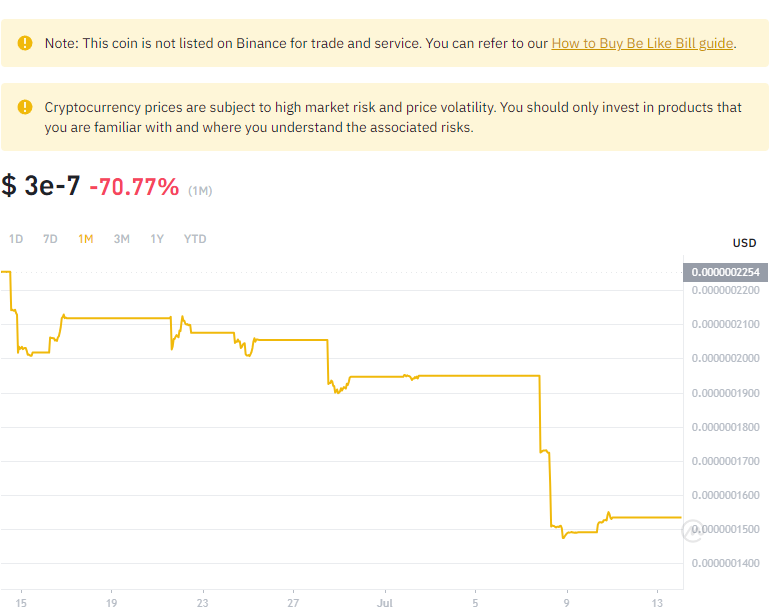 Note: This coin is not listed on Binance for trade and service. You can refer to our How to Buy Be Like Bill guide.
Cryptocurrency prices are subject to high market risk and price volatility. You should only invest in products that
you are familiar with and where you understand the associated risks.
$ 3e-7 -70.77% (1M)
1D 7D 1M 3M 1Y YTD
USD
0.0000002254
0.0000002200
0.0000002100
0.0000002000
0.0000001900
0.0000001800
0.0000001700
0.0000001600
0.0000001500
0.0000001400
15 19 23 27 Jul 5 9 13